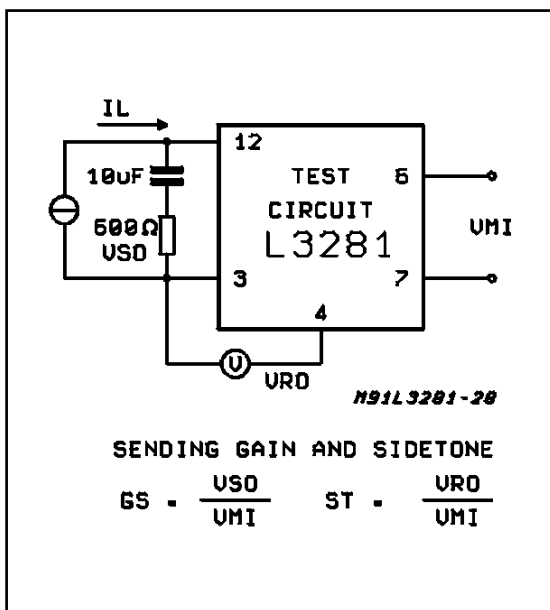 IL
12
10uF
TEST
6
600Ω
CIRCUIT
VSO
L3281
VMI
3
7
4
V
VRO
M91L3281-28
SENDING GAIN AND SIDETONE
GS = VSO / VMI ST = VRO / VMI